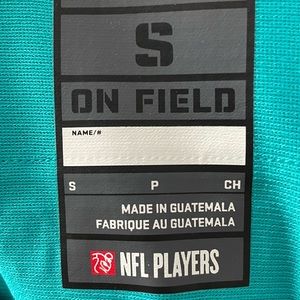 S
ON FIELD
NAME/#
S P CH
MADE IN GUATEMALA
FABRIQUE AU GUATEMALA
NFL PLAYERS